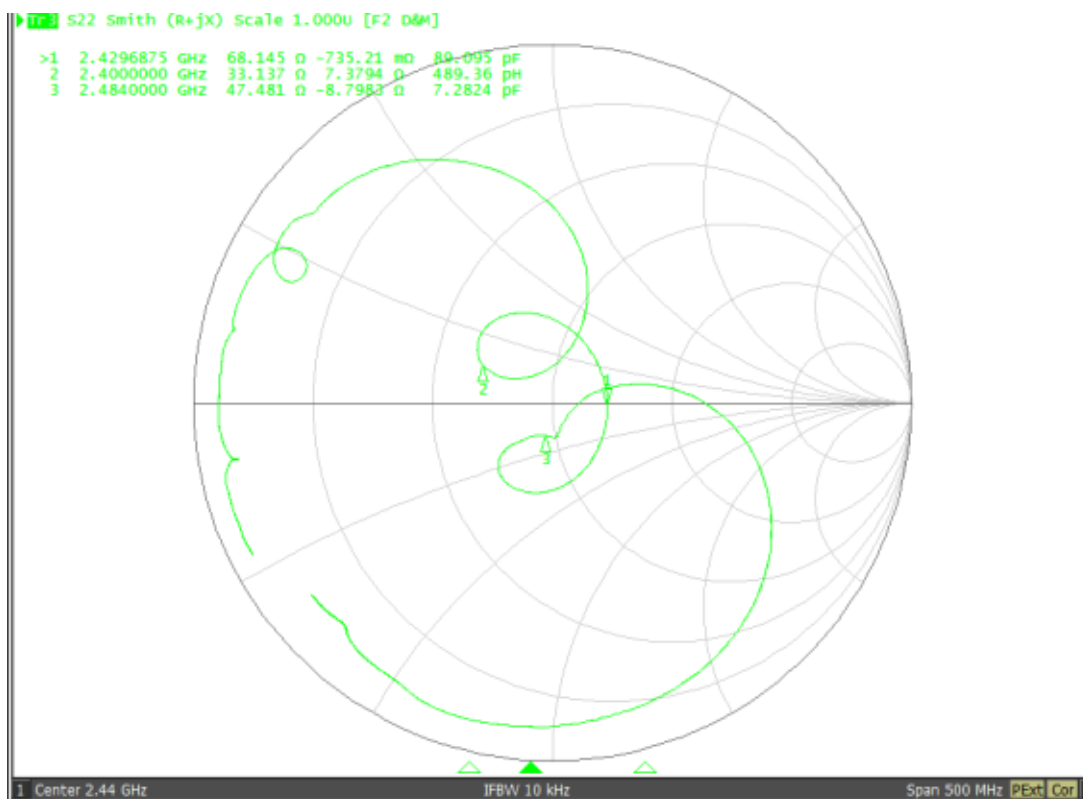 Tr3 S22 Smith (R+jX) Scale 1.000U [F2 D&M]
>1 2.4296875 GHz 68.145 Ω -735.21 mΩ 89.095 pF
2 2.4000000 GHz 33.137 Ω 7.3794 Ω 489.36 pH
3 2.4840000 GHz 47.481 Ω -8.7983 Ω 7.2824 pF
1
2
3
1 Center 2.44 GHz IFBW 10 kHz Span 500 MHz PExt Cor